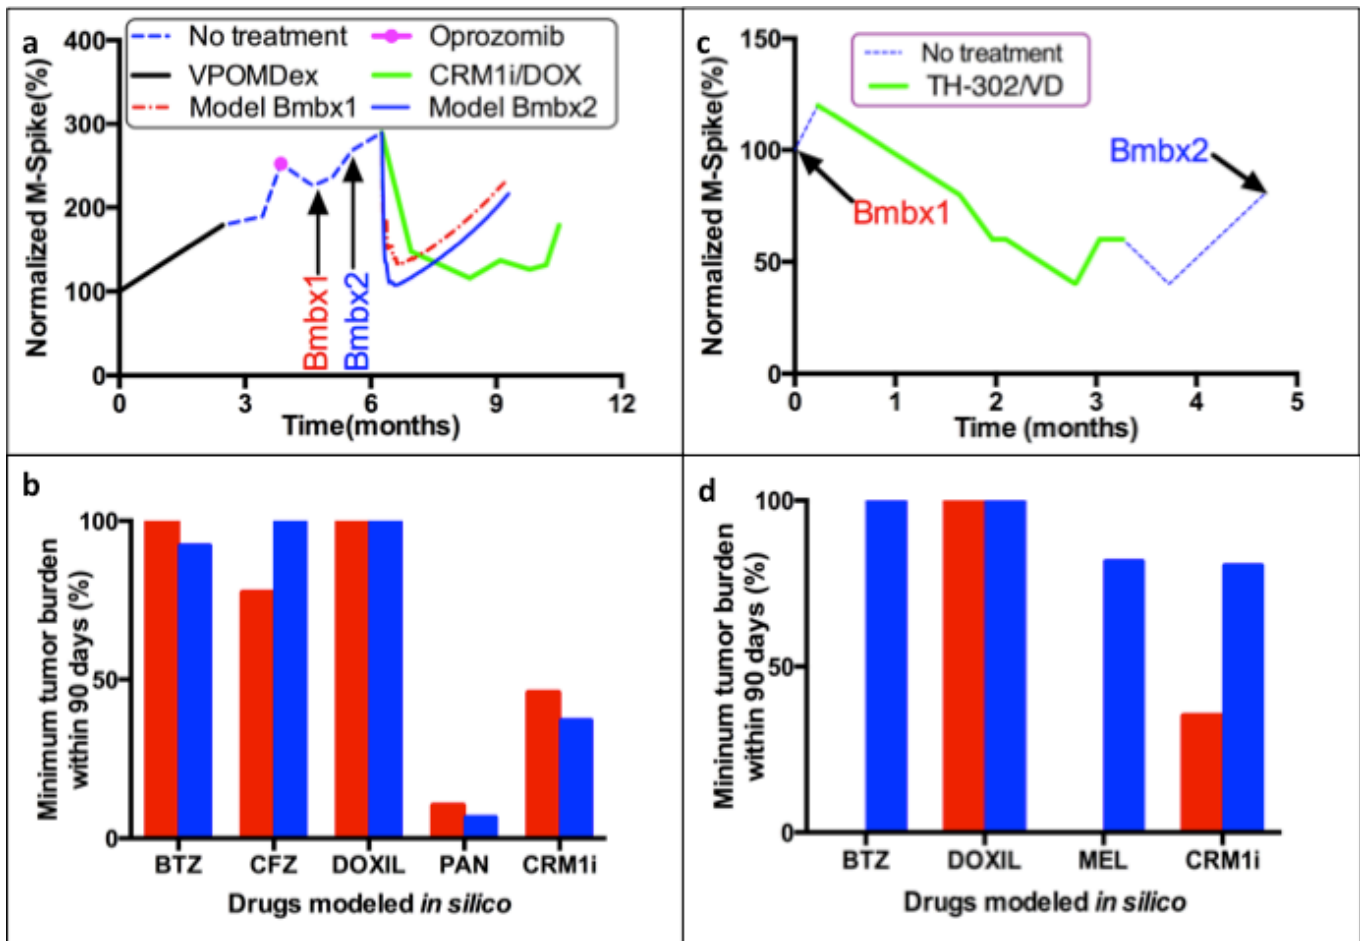 a
400
300
200
100
0
Normalized M-Spike(%)
No treatment
Oprozomib
VPOMDex
CRM1i/DOX
Model Bmbx1
Model Bmbx2
Bmbx1
Bmbx2
0 3 6 9 12
Time(months)
c
150
100
50
0
Normalized M-Spike(%)
No treatment
TH-302/VD
Bmbx1
Bmbx2
0 1 2 3 4 5
Time (months)
b
100
50
0
Minimum tumor burden
within 90 days (%)
BTZ CFZ DOXIL PAN CRM1i
Drugs modeled in silico
d
100
50
0
Mininum tumor burden
within 90 days (%)
BTZ DOXIL MEL CRM1i
Drugs modeled in silico